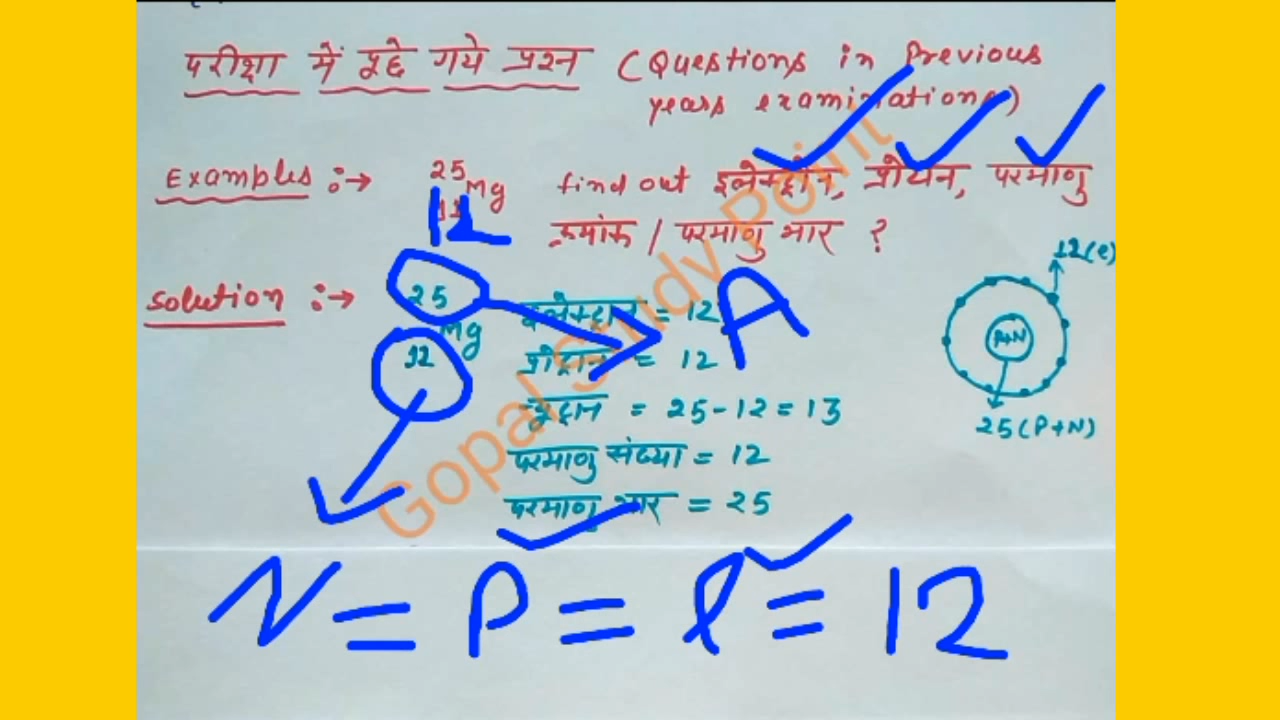 परीक्षा में पूछे गये प्रश्न (Questions in Previous
years examinations)
Examples :→ 25 Mg find out इलेक्ट्रॉन, प्रोटान, परमाणु
12
क्रमांक / परमाणु भार ?
12(e)
Solution :→ 25 Mg 12
इलेक्ट्रान = 12
A
प्रोट्रान = 12
P+N
न्युट्रान = 25-12 = 13
25(P+N)
परमाणु संख्या = 12
परमाणु भार = 25
N = P = e = 12
Gopal Study Point